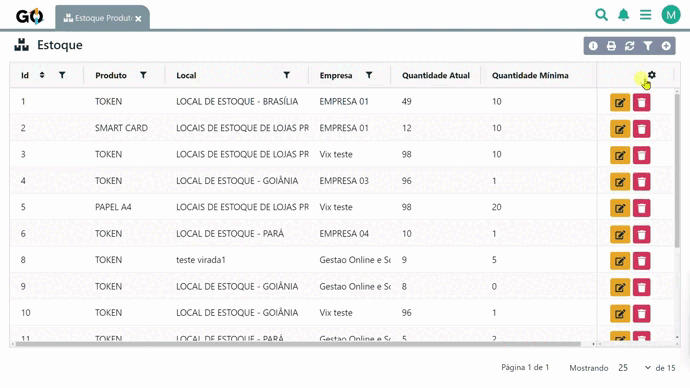 GO Estoque Produt M
Estoque
Id Produto Local Empresa Quantidade Atual Quantidade Mínima
1 TOKEN LOCAL DE ESTOQUE - BRASÍLIA EMPRESA 01 49 10
2 SMART CARD LOCAIS DE ESTOQUE DE LOJAS PR EMPRESA 01 12 10
3 TOKEN LOCAIS DE ESTOQUE DE LOJAS PR Vix teste 98 10
4 TOKEN LOCAL DE ESTOQUE - GOIÂNIA EMPRESA 03 96 1
5 PAPEL A4 LOCAIS DE ESTOQUE DE LOJAS PR Vix teste 98 20
6 TOKEN LOCAL DE ESTOQUE - PARÁ EMPRESA 04 10 1
8 TOKEN teste virada1 Gestao Online e So 9 5
9 TOKEN LOCAL DE ESTOQUE - GOIÂNIA Gestao Online e So 8 0
10 TOKEN LOCAL DE ESTOQUE - GOIÂNIA Vix teste 96 1
11 TOKEN LOCAL DE ESTOQUE - PARÁ Gestao Online e So 5 2
Página 1 de 1 Mostrando 25 de 15